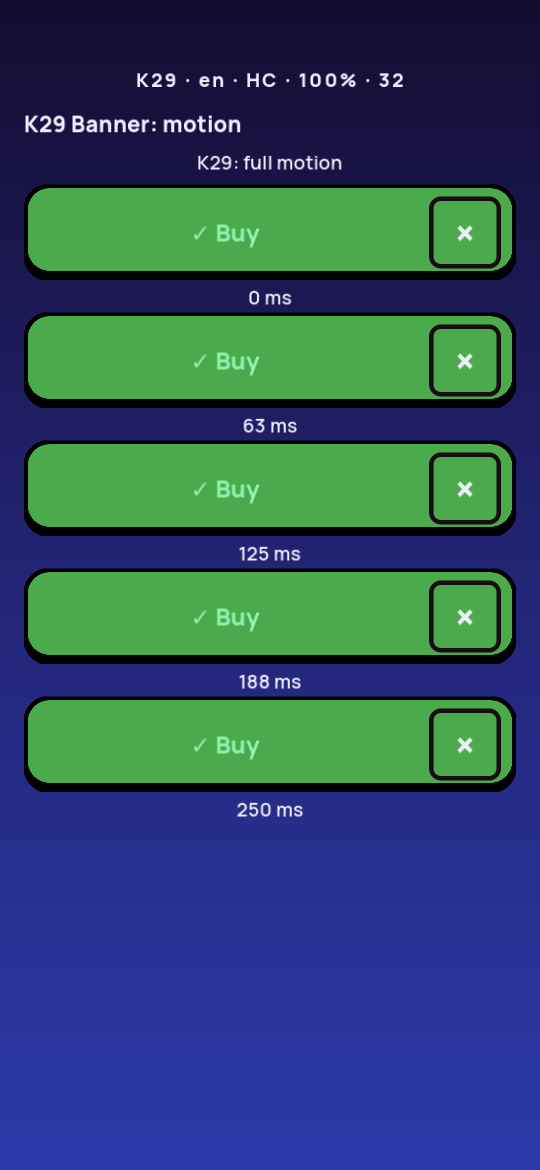 K29 · en · HC · 100% · 32
K29 Banner: motion
K29: full motion
✓ Buy ×
0 ms
✓ Buy ×
63 ms
✓ Buy ×
125 ms
✓ Buy ×
188 ms
✓ Buy ×
250 ms